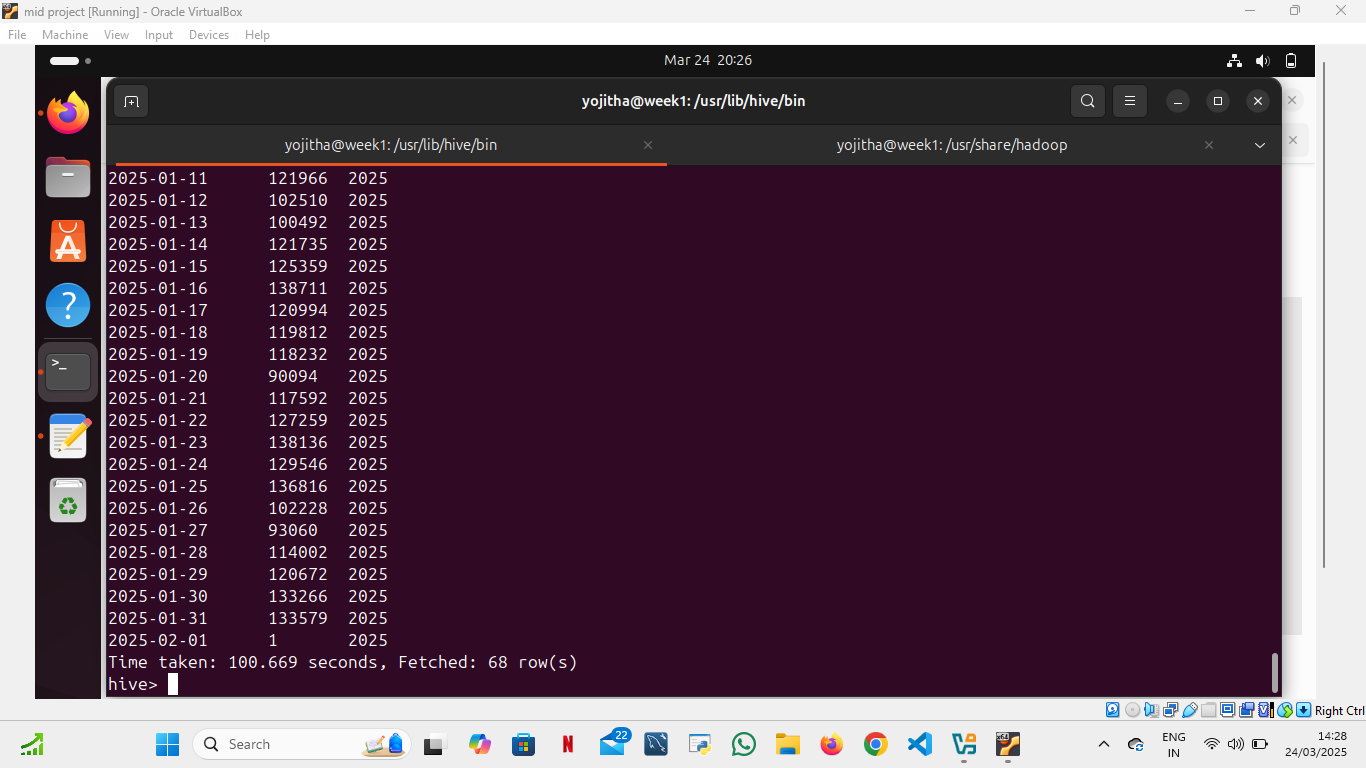 mid project [Running] - Oracle VirtualBox
File Machine View Input Devices Help
Mar 24 20:26
yojitha@week1: /usr/lib/hive/bin
yojitha@week1: /usr/lib/hive/bin
yojitha@week1: /usr/share/hadoop
2025-01-11 121966 2025
2025-01-12 102510 2025
2025-01-13 100492 2025
2025-01-14 121735 2025
2025-01-15 125359 2025
2025-01-16 138711 2025
2025-01-17 120994 2025
2025-01-18 119812 2025
2025-01-19 118232 2025
2025-01-20 90094 2025
2025-01-21 117592 2025
2025-01-22 127259 2025
2025-01-23 138136 2025
2025-01-24 129546 2025
2025-01-25 136816 2025
2025-01-26 102228 2025
2025-01-27 93060 2025
2025-01-28 114002 2025
2025-01-29 120672 2025
2025-01-30 133266 2025
2025-01-31 133579 2025
2025-02-01 1 2025
Time taken: 100.669 seconds, Fetched: 68 row(s)
hive>
Right Ctrl
Search
22
ENG
IN
14:28
24/03/2025